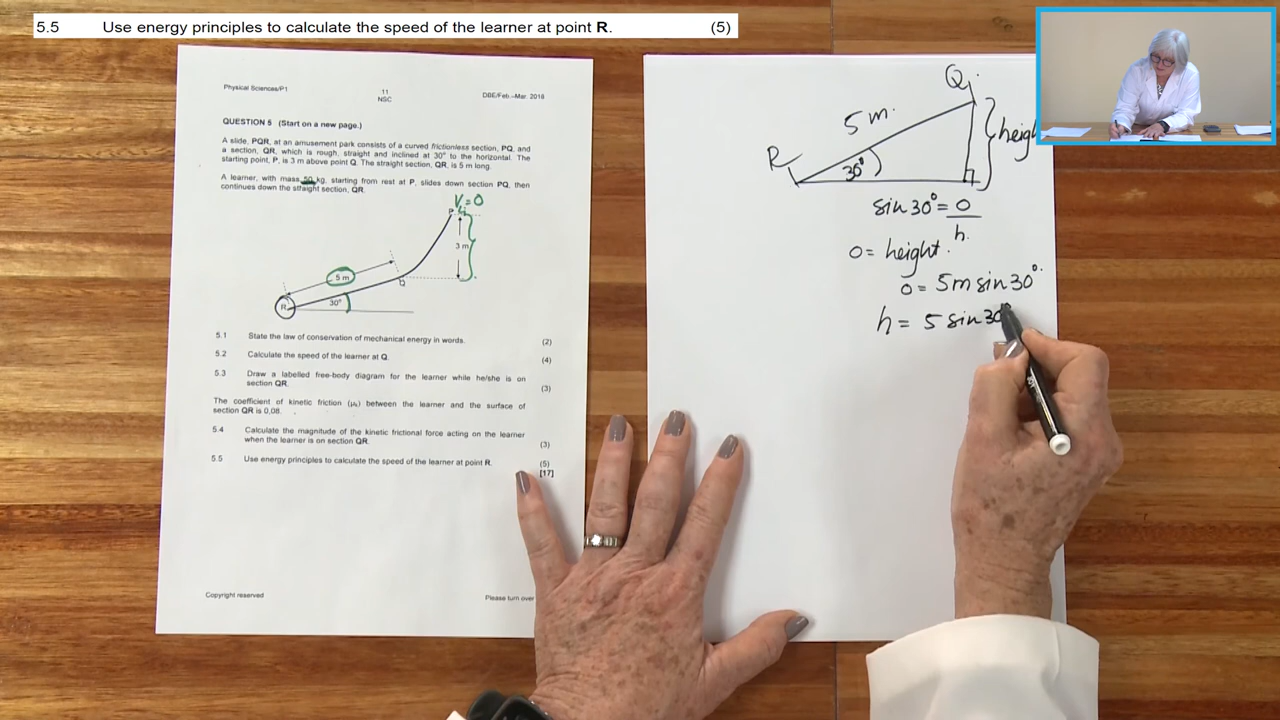 5.5 Use energy principles to calculate the speed of the learner at point R. (5)
Physical Sciences/P1
11
NSC
DBE/Feb.–Mar. 2018
QUESTION 5 (Start on a new page.)
A slide, PQR, at an amusement park consists of a curved frictionless section, PQ, and
a section, QR, which is rough, straight and inclined at 30° to the horizontal. The
starting point, P, is 3 m above point Q. The straight section, QR, is 5 m long.
A learner, with mass 50 kg, starting from rest at P, slides down section PQ, then
continues down the straight section, QR.
Vi=0
P
3 m
5 m
Q
R
30°
5.1 State the law of conservation of mechanical energy in words. (2)
5.2 Calculate the speed of the learner at Q. (4)
5.3 Draw a labelled free-body diagram for the learner while he/she is on
section QR. (3)
The coefficient of kinetic friction (μk) between the learner and the surface of
section QR is 0,08.
5.4 Calculate the magnitude of the kinetic frictional force acting on the learner
when the learner is on section QR. (3)
5.5 Use energy principles to calculate the speed of the learner at point R. (5)
[17]
Copyright reserved
Please turn over
Q
5 m
R
30°
sin 30° = o
h
o = height
o = 5m sin 30°
h = 5 sin 30